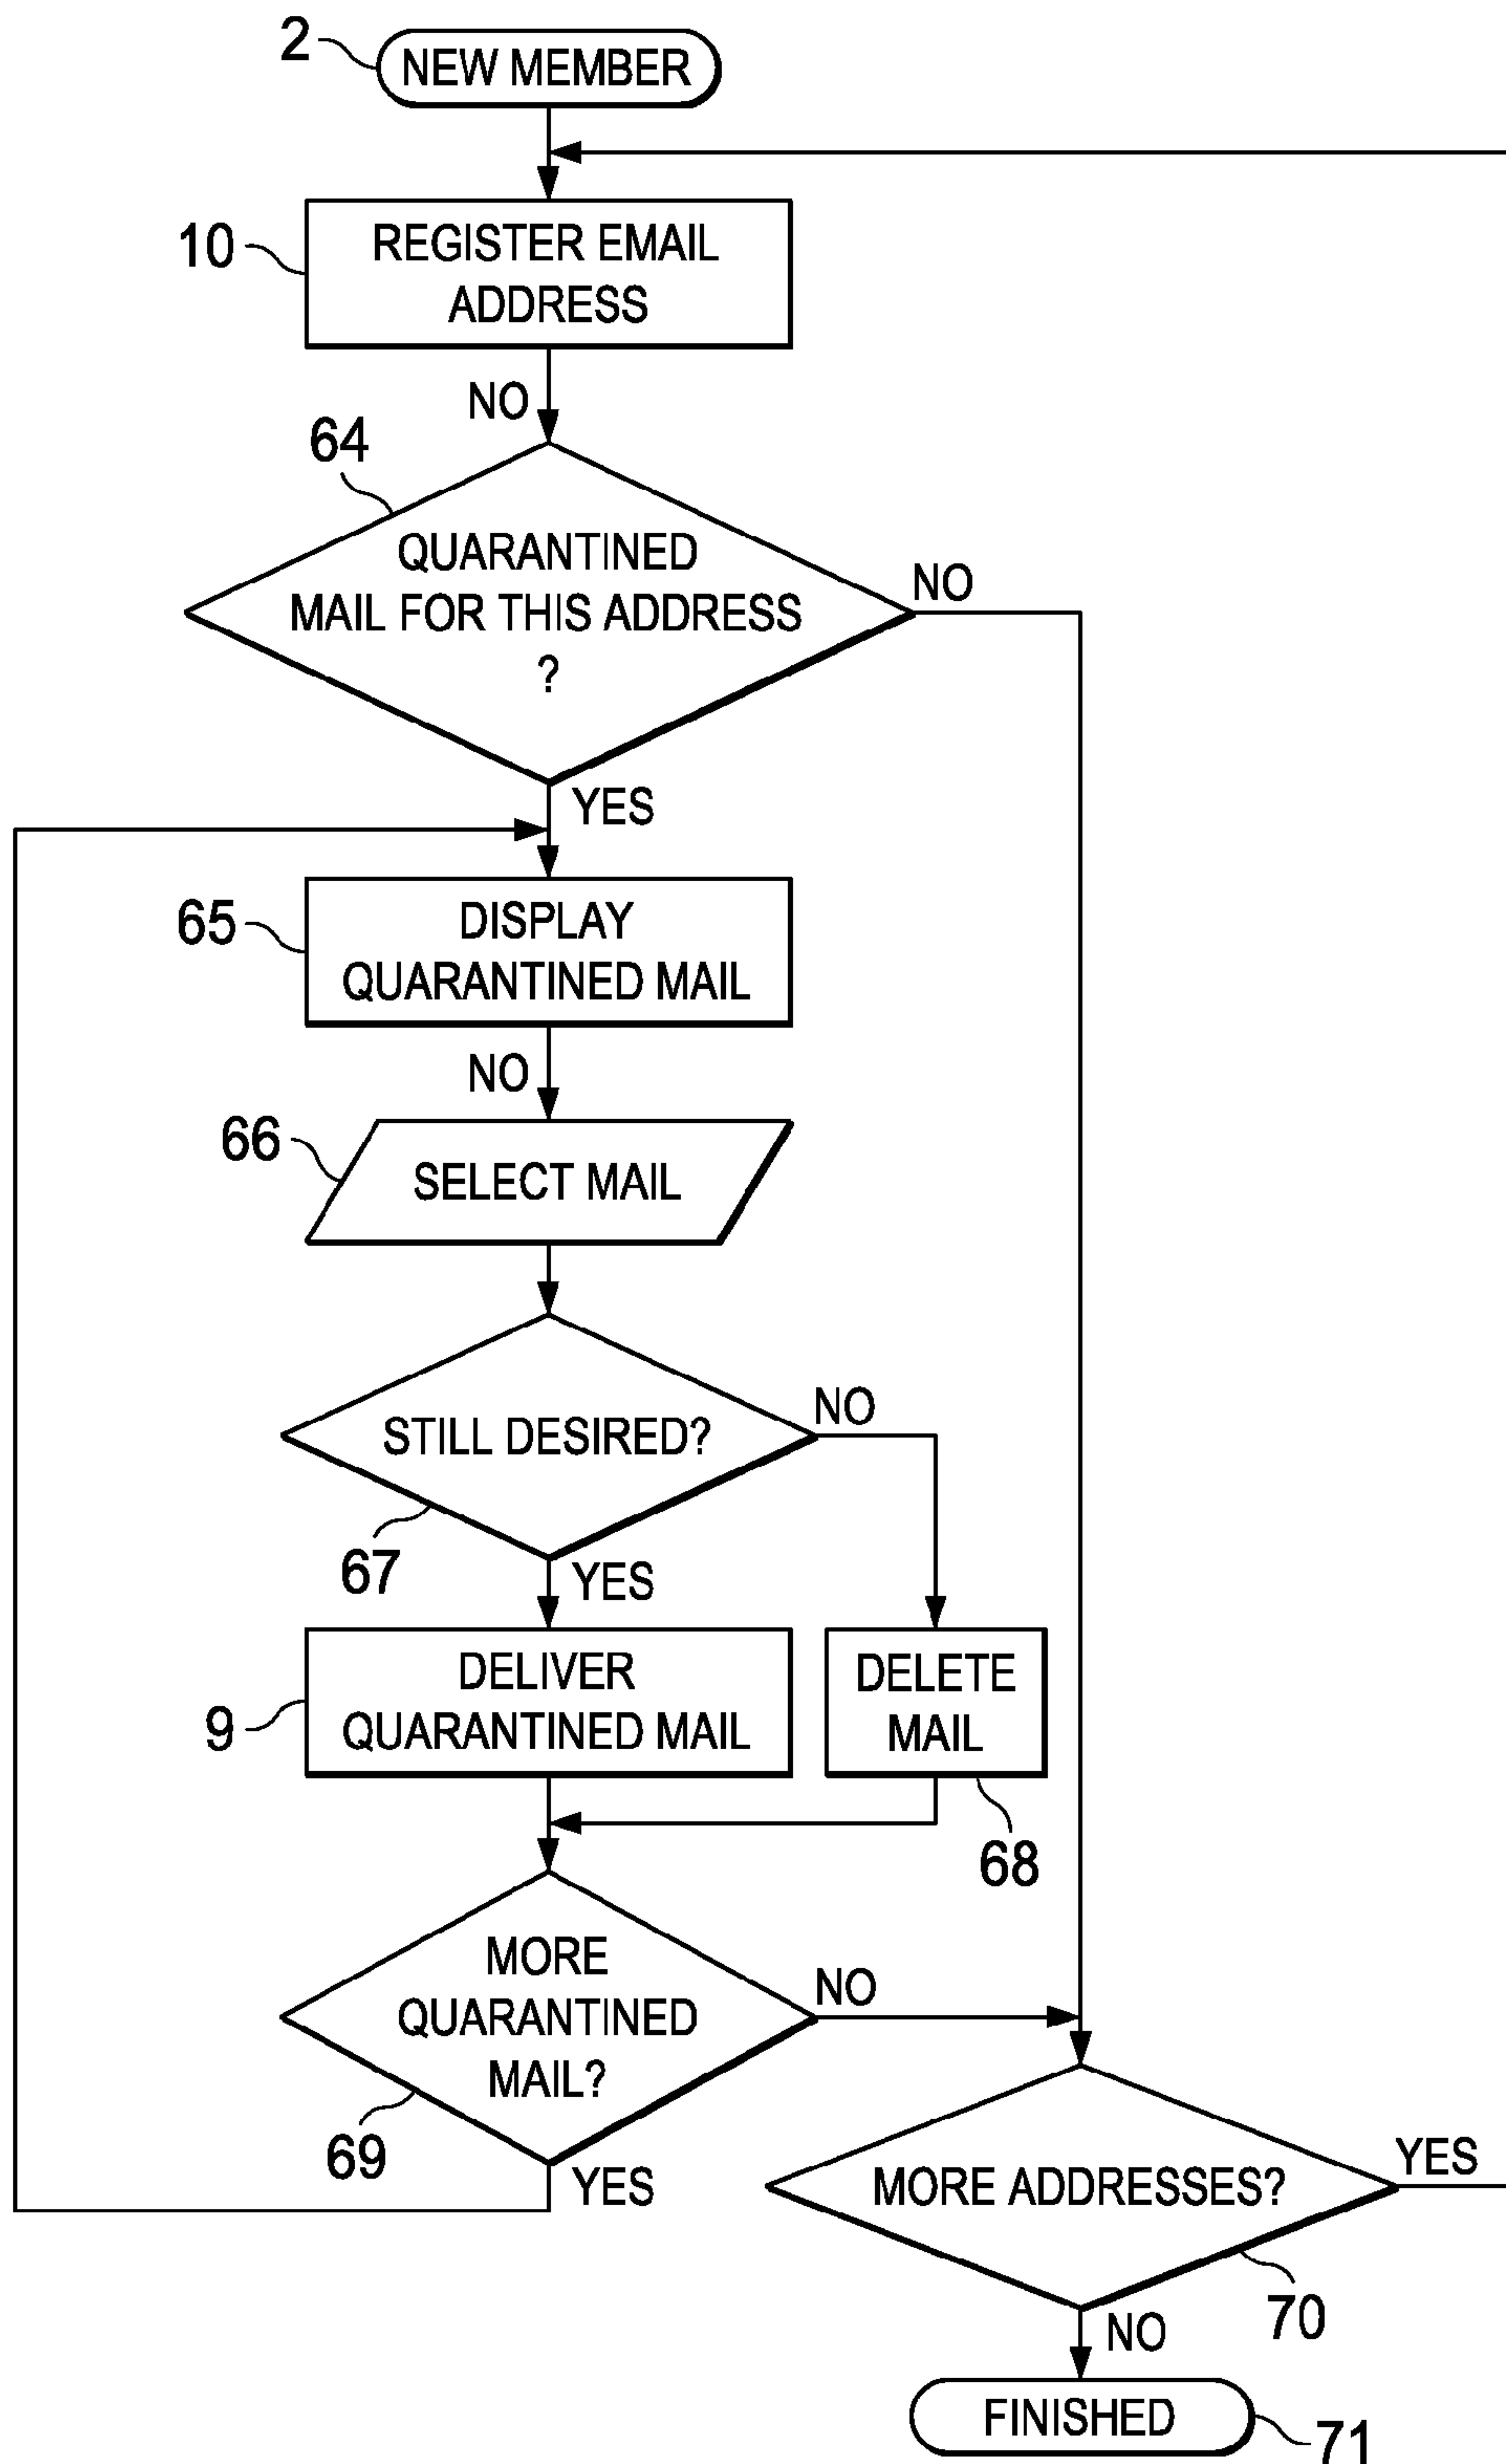 2
NEW MEMBER
10
REGISTER EMAIL
ADDRESS
NO
64
QUARANTINED
MAIL FOR THIS ADDRESS
?
NO
YES
65
DISPLAY
QUARANTINED MAIL
NO
66
SELECT MAIL
STILL DESIRED?
NO
67
YES
9
DELIVER
QUARANTINED MAIL
DELETE
MAIL
68
MORE
QUARANTINED
MAIL?
NO
69
YES
MORE ADDRESSES?
YES
70
NO
FINISHED
71